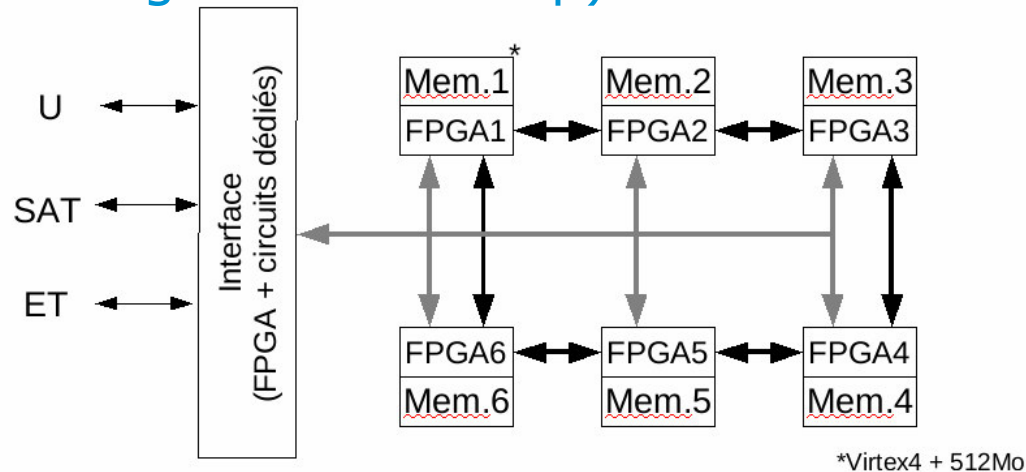 U
SAT
ET
Interface
(FPGA + circuits dédiés)
*
Mem.1
FPGA1
Mem.2
FPGA2
Mem.3
FPGA3
FPGA6
Mem.6
FPGA5
Mem.5
FPGA4
Mem.4
*Virtex4 + 512Mo